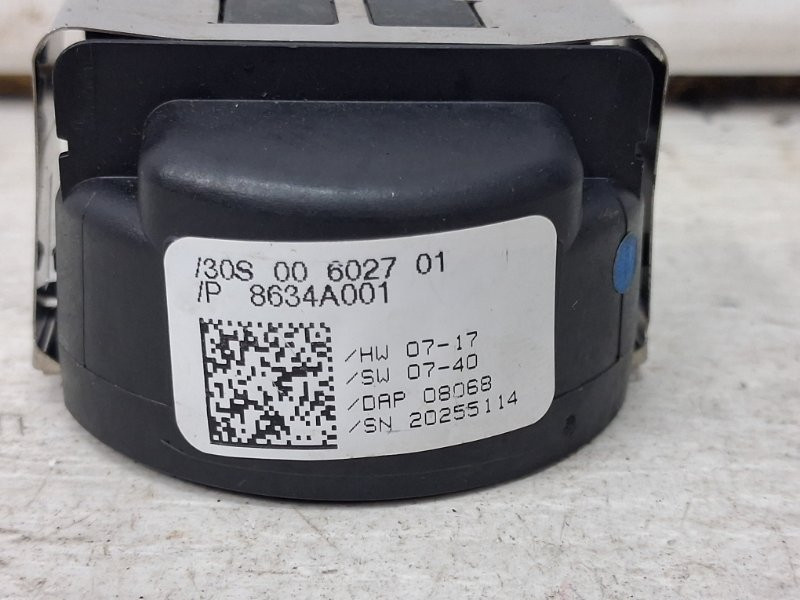 /30S 00 6027 01
/P 8634A001
/HW 07-17
/SW 07-40
/DAP 08068
/SN 20255114